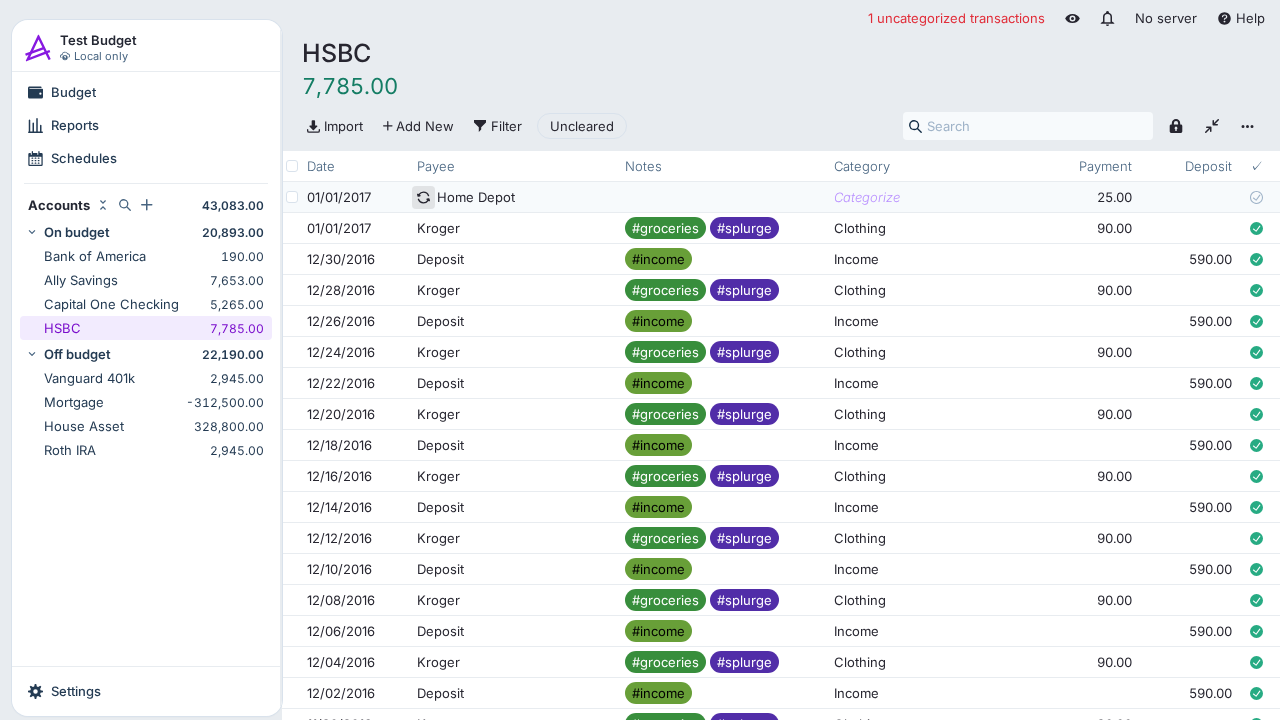 1 uncategorized transactions
No server
Help
Test Budget
Local only
Budget
Reports
Schedules
Accounts 43,083.00
On budget 20,893.00
Bank of America 190.00
Ally Savings 7,653.00
Capital One Checking 5,265.00
HSBC 7,785.00
Off budget 22,190.00
Vanguard 401k 2,945.00
Mortgage -312,500.00
House Asset 328,800.00
Roth IRA 2,945.00
Settings
HSBC
7,785.00
Import Add New Filter Uncleared Search
Date Payee Notes Category Payment Deposit ✓
01/01/2017 Home Depot Categorize 25.00
01/01/2017 Kroger #groceries #splurge Clothing 90.00
12/30/2016 Deposit #income Income 590.00
12/28/2016 Kroger #groceries #splurge Clothing 90.00
12/26/2016 Deposit #income Income 590.00
12/24/2016 Kroger #groceries #splurge Clothing 90.00
12/22/2016 Deposit #income Income 590.00
12/20/2016 Kroger #groceries #splurge Clothing 90.00
12/18/2016 Deposit #income Income 590.00
12/16/2016 Kroger #groceries #splurge Clothing 90.00
12/14/2016 Deposit #income Income 590.00
12/12/2016 Kroger #groceries #splurge Clothing 90.00
12/10/2016 Deposit #income Income 590.00
12/08/2016 Kroger #groceries #splurge Clothing 90.00
12/06/2016 Deposit #income Income 590.00
12/04/2016 Kroger #groceries #splurge Clothing 90.00
12/02/2016 Deposit #income Income 590.00